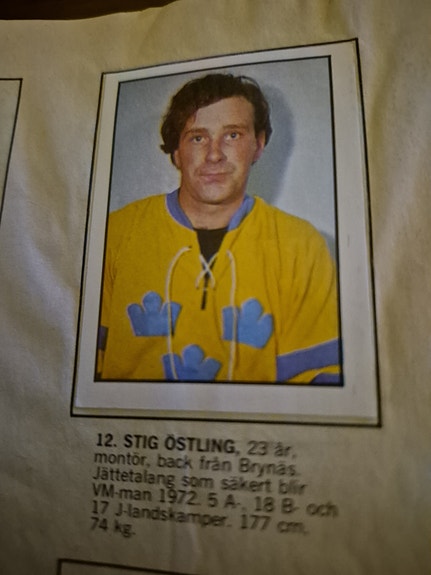 12. STIG ÖSTLING, 23 år,
montör, back från Brynäs.
Jättetalang som säkert blir
VM-man 1972. 5 A-, 18 B- och
17 J-landskamper. 177 cm,
74 kg.